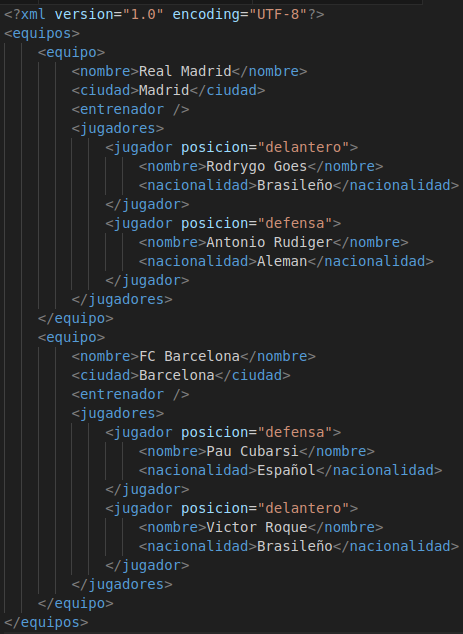 <?xml version="1.0" encoding="UTF-8"?>
<equipos>
    <equipo>
        <nombre>Real Madrid</nombre>
        <ciudad>Madrid</ciudad>
        <entrenador />
        <jugadores>
            <jugador posicion="delantero">
                <nombre>Rodrygo Goes</nombre>
                <nacionalidad>Brasileño</nacionalidad>
            </jugador>
            <jugador posicion="defensa">
                <nombre>Antonio Rudiger</nombre>
                <nacionalidad>Aleman</nacionalidad>
            </jugador>
        </jugadores>
    </equipo>
    <equipo>
        <nombre>FC Barcelona</nombre>
        <ciudad>Barcelona</ciudad>
        <entrenador />
        <jugadores>
            <jugador posicion="defensa">
                <nombre>Pau Cubarsi</nombre>
                <nacionalidad>Español</nacionalidad>
            </jugador>
            <jugador posicion="delantero">
                <nombre>Victor Roque</nombre>
                <nacionalidad>Brasileño</nacionalidad>
            </jugador>
        </jugadores>
    </equipo>
</equipos>